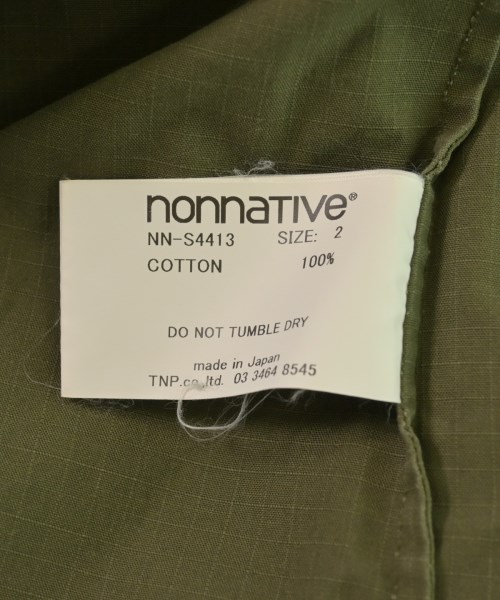 nonnative®
NN-S4413 SIZE: 2
COTTON 100%
DO NOT TUMBLE DRY
made in Japan
TNP.co.,ltd. 03 3464 8545